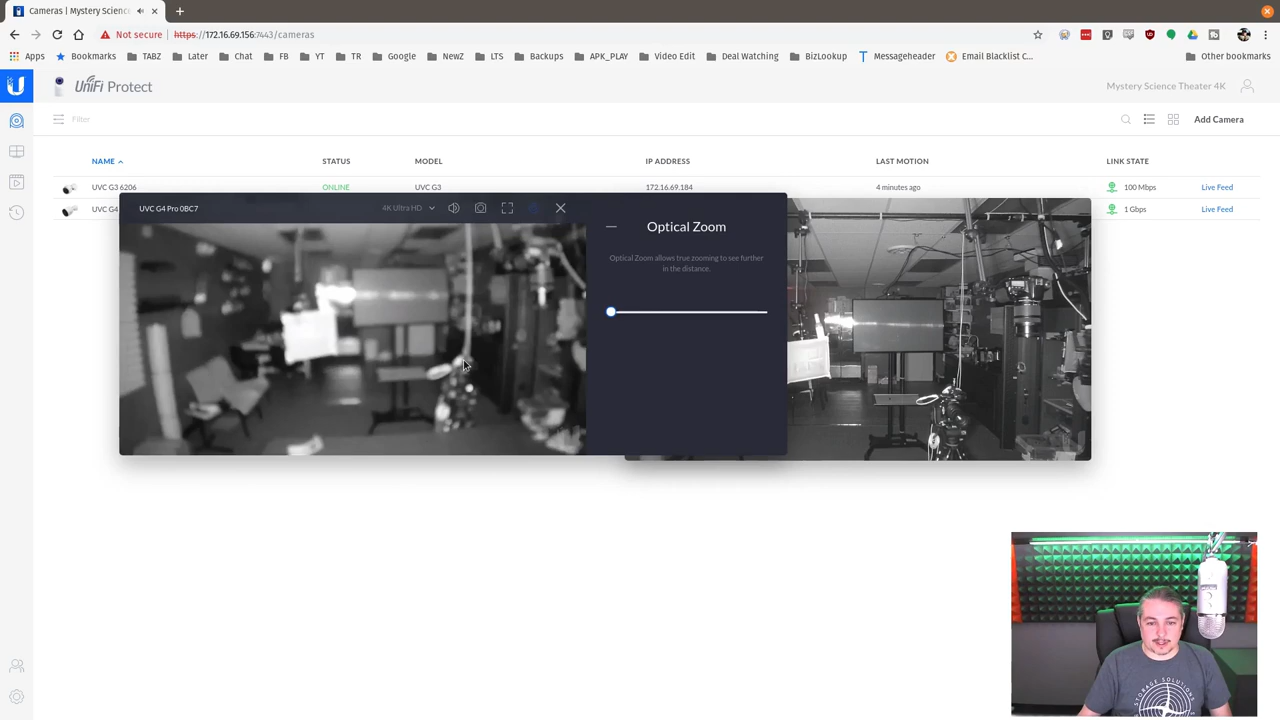 Cameras | Mystery Science
Not secure https://172.16.69.156:7443/cameras
Apps Bookmarks TABZ Later Chat FB YT TR Google NewZ LTS Backups APK_PLAY Video Edit Deal Watching BizLookup Messageheader Email Blacklist C... Other bookmarks
UniFi Protect Mystery Science Theater 4K
Filter Add Camera
NAME STATUS MODEL IP ADDRESS LAST MOTION LINK STATE
UVC G3 6206 ONLINE UVC G3 172.16.69.184 4 minutes ago 100 Mbps Live Feed
UVC G4 1 Gbps Live Feed
UVC G4 Pro 0BC7 4K Ultra HD
Optical Zoom
Optical Zoom allows true zooming to see further
in the distance.
STORAGE SOLUTIONS